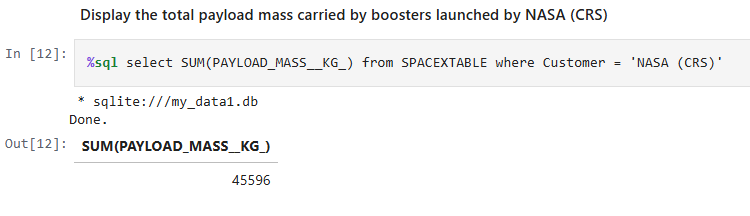 Display the total payload mass carried by boosters launched by NASA (CRS)
In [12]: %sql select SUM(PAYLOAD_MASS__KG_) from SPACEXTABLE where Customer = 'NASA (CRS)'
* sqlite:///my_data1.db
Done.
Out[12]: SUM(PAYLOAD_MASS__KG_)
45596